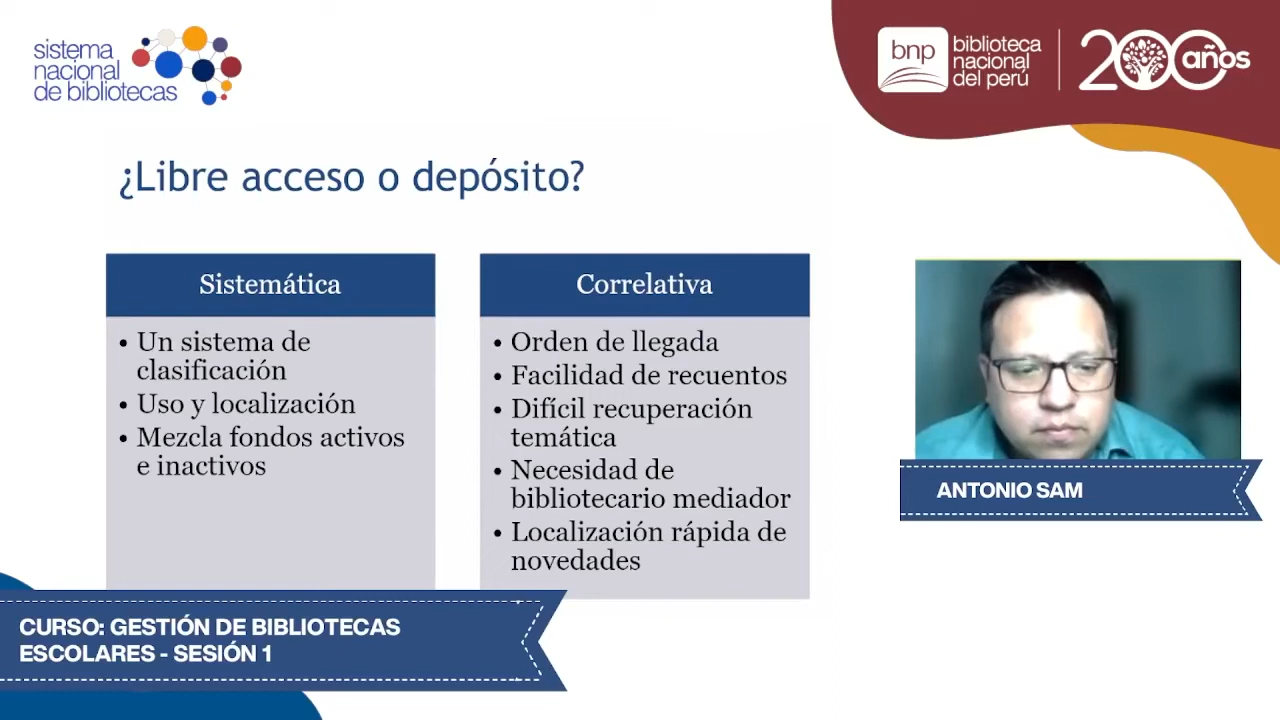 sistema
nacional
de bibliotecas
bnp
biblioteca
nacional
del perú
200 años
¿Libre acceso o depósito?
Sistemática
• Un sistema de
clasificación
• Uso y localización
• Mezcla fondos activos
e inactivos
Correlativa
• Orden de llegada
• Facilidad de recuentos
• Difícil recuperación
temática
• Necesidad de
bibliotecario mediador
• Localización rápida de
novedades
ANTONIO SAM
CURSO: GESTIÓN DE BIBLIOTECAS
ESCOLARES - SESIÓN 1